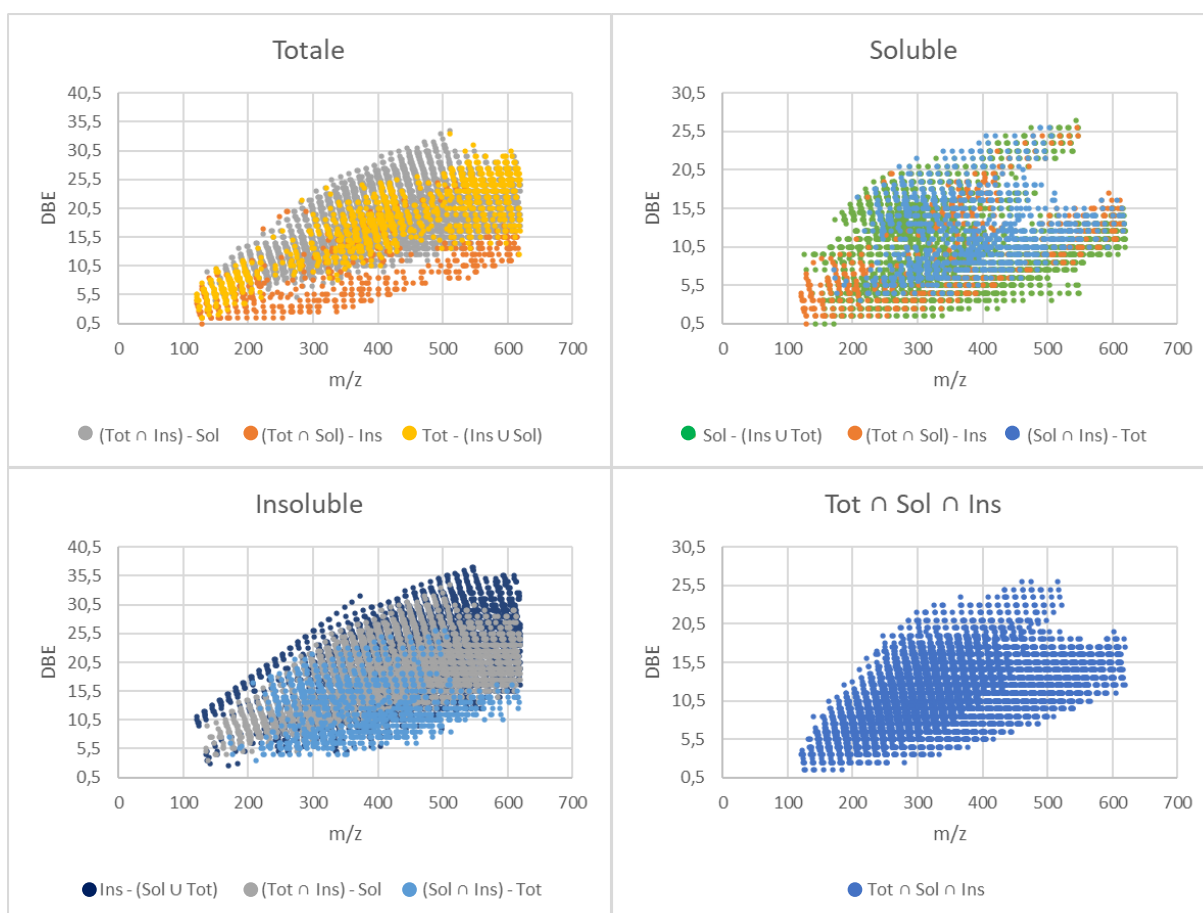 Totale
40,5
35,5
30,5
25,5
20,5
15,5
10,5
5,5
0,5
DBE
0 100 200 300 400 500 600 700
m/z
(Tot ∩ Ins) - Sol (Tot ∩ Sol) - Ins Tot - (Ins U Sol)
Soluble
30,5
25,5
20,5
15,5
10,5
5,5
0,5
DBE
0 100 200 300 400 500 600 700
m/z
Sol - (Ins U Tot) (Tot ∩ Sol) - Ins (Sol ∩ Ins) - Tot
Insoluble
40,5
35,5
30,5
25,5
20,5
15,5
10,5
5,5
0,5
DBE
0 100 200 300 400 500 600 700
m/z
Ins - (Sol U Tot) (Tot ∩ Ins) - Sol (Sol ∩ Ins) - Tot
Tot ∩ Sol ∩ Ins
30,5
25,5
20,5
15,5
10,5
5,5
0,5
DBE
0 100 200 300 400 500 600 700
m/z
Tot ∩ Sol ∩ Ins